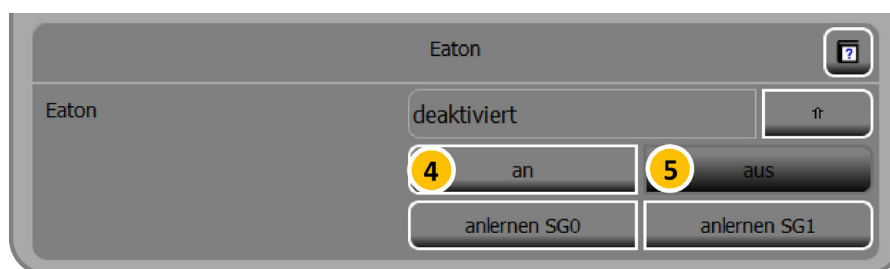 Eaton
?
Eaton
deaktiviert
⇑
4 an
5 aus
anlernen SG0
anlernen SG1